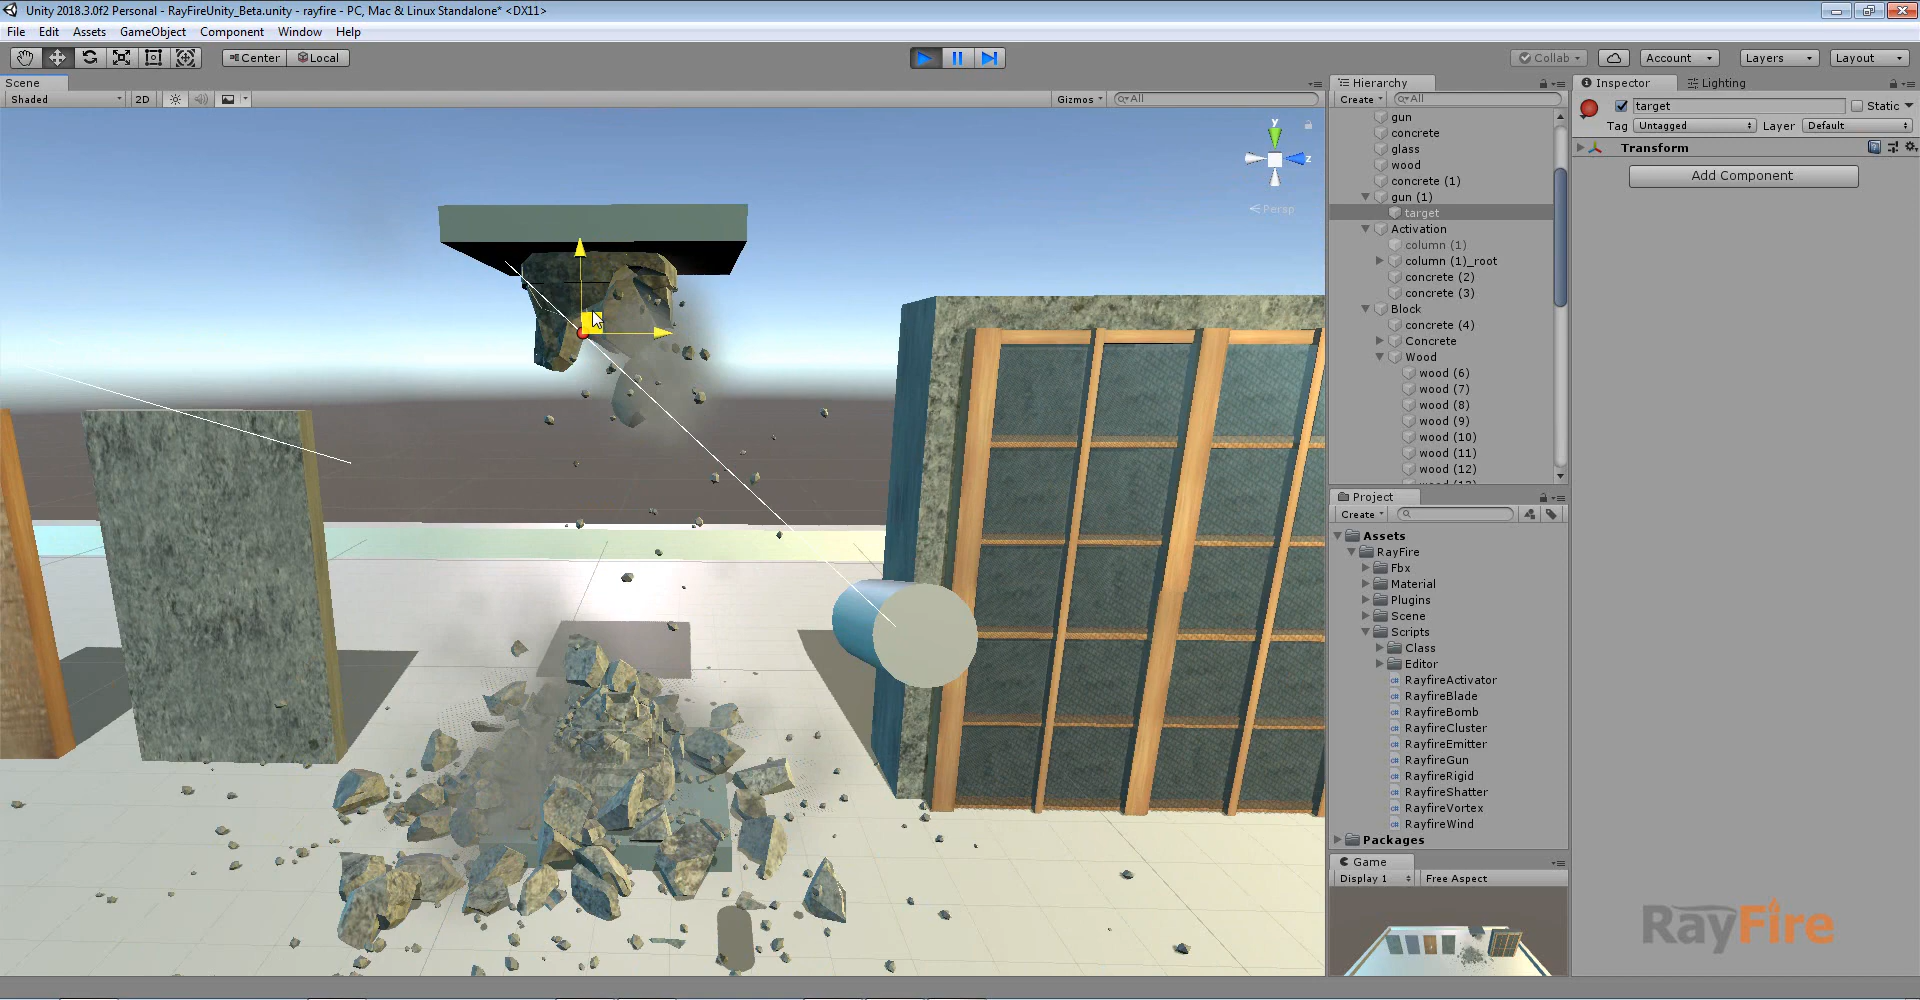 Unity 2018.3.0f2 Personal - RayFireUnity_Beta.unity - rayfire - PC, Mac & Linux Standalone* <DX11>
File Edit Assets GameObject Component Window Help
Center Local Collab Account Layers Layout
Scene
Shaded 2D Gizmos All
y
z
Persp
Hierarchy
Create All
gun
concrete
glass
wood
concrete (1)
gun (1)
target
Activation
column (1)
column (1)_root
concrete (2)
concrete (3)
Block
concrete (4)
Concrete
Wood
wood (6)
wood (7)
wood (8)
wood (9)
wood (10)
wood (11)
wood (12)
Project
Create
Assets
RayFire
Fbx
Material
Plugins
Scene
Scripts
Class
Editor
RayfireActivator
RayfireBlade
RayfireBomb
RayfireCluster
RayfireEmitter
RayfireGun
RayfireRigid
RayfireShatter
RayfireVortex
RayfireWind
Packages
Game
Display 1 Free Aspect
Inspector Lighting
target Static
Tag Untagged Layer Default
Transform
Add Component
RayFire